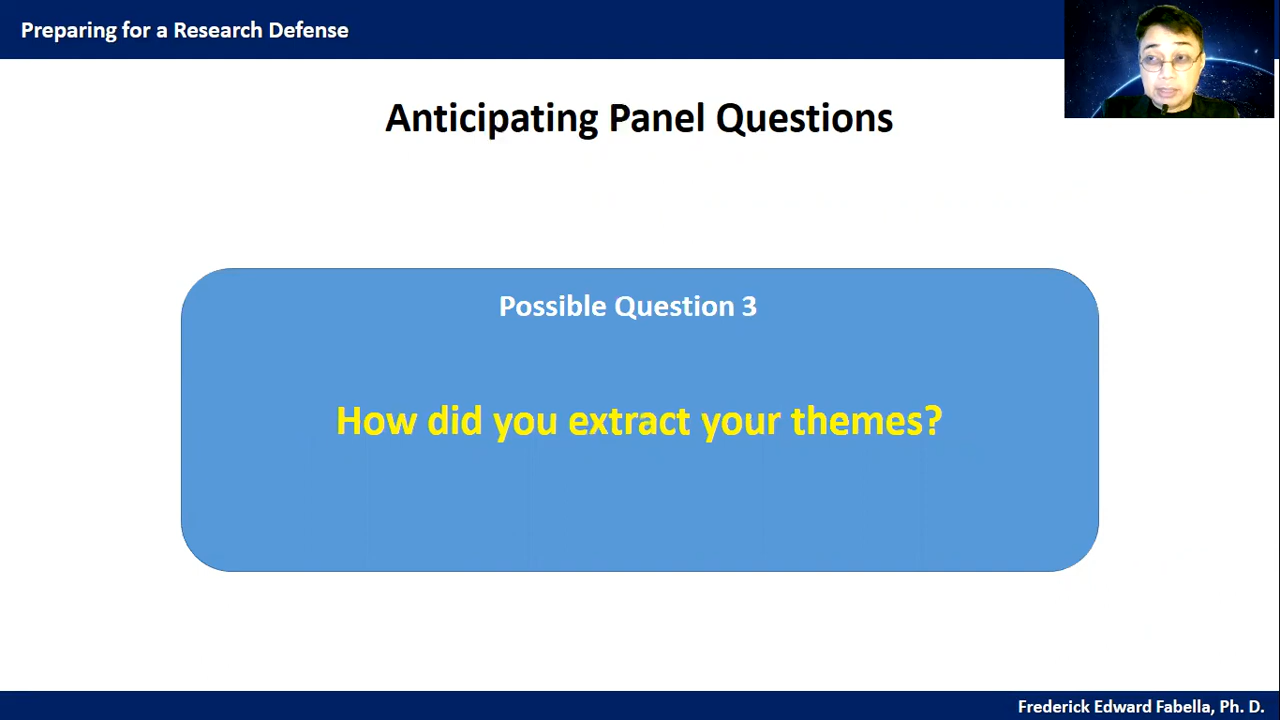 Preparing for a Research Defense
Anticipating Panel Questions
Possible Question 3
How did you extract your themes?
Frederick Edward Fabella, Ph. D.